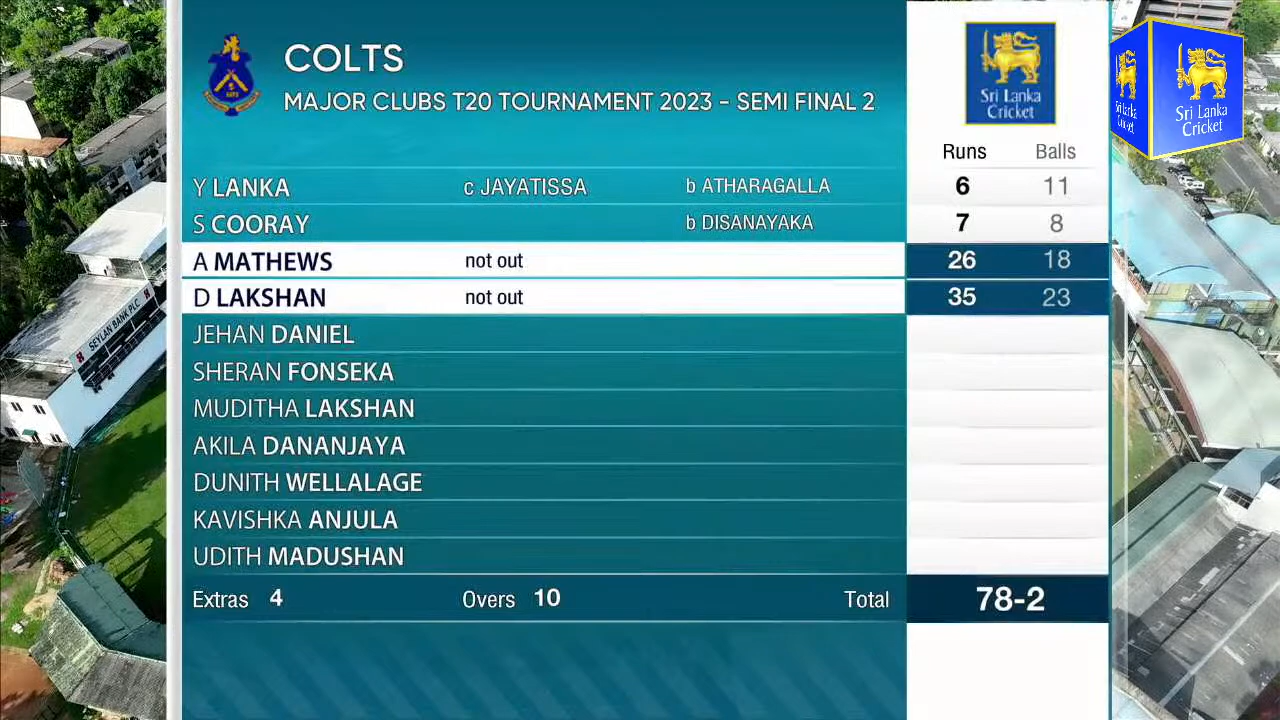 COLTS
MAJOR CLUBS T20 TOURNAMENT 2023 – SEMI FINAL 2
Sri Lanka
Cricket
Sri Lanka
Cricket
Sri Lanka
Cricket
Runs Balls
Y LANKA c JAYATISSA b ATHARAGALLA 6 11
S COORAY b DISANAYAKA 7 8
A MATHEWS not out 26 18
D LAKSHAN not out 35 23
JEHAN DANIEL
SHERAN FONSEKA
MUDITHA LAKSHAN
AKILA DANANJAYA
DUNITH WELLALAGE
KAVISHKA ANJULA
UDITH MADUSHAN
Extras 4 Overs 10 Total 78-2
SEYLAN BANK PLC